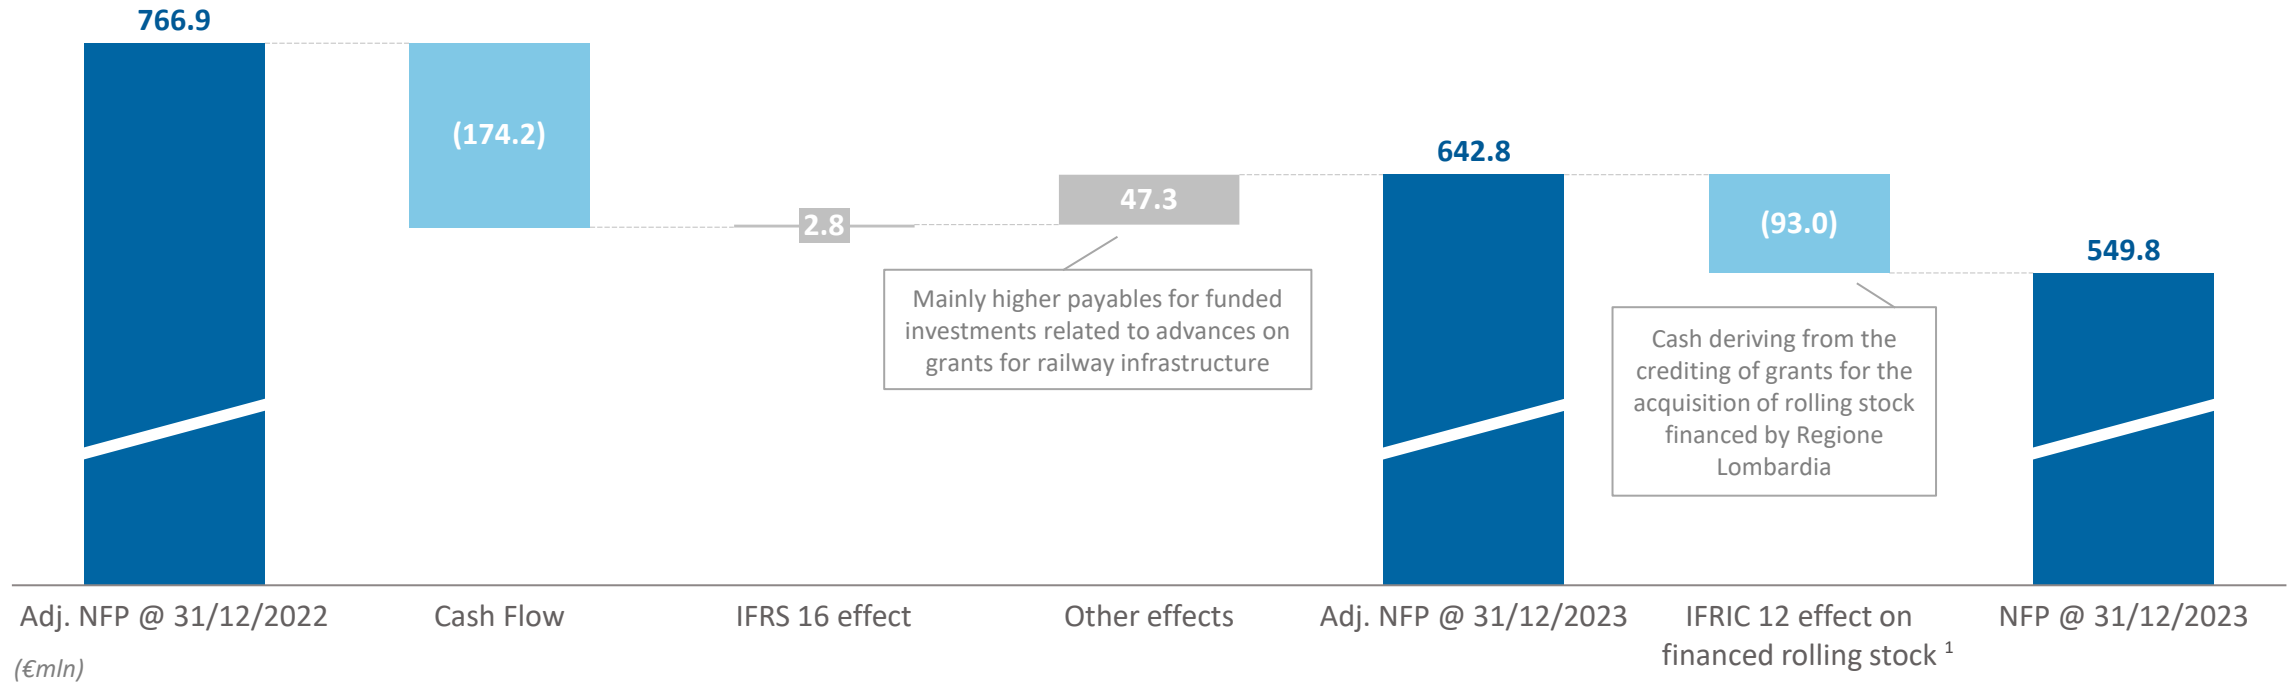 766.9
(174.2)
2.8
47.3
642.8
(93.0)
549.8
Mainly higher payables for funded
investments related to advances on
grants for railway infrastructure
Cash deriving from the
crediting of grants for the
acquisition of rolling stock
financed by Regione
Lombardia
Adj. NFP @ 31/12/2022
Cash Flow
IFRS 16 effect
Other effects
Adj. NFP @ 31/12/2023
IFRIC 12 effect on
financed rolling stock ¹
NFP @ 31/12/2023
(€mln)